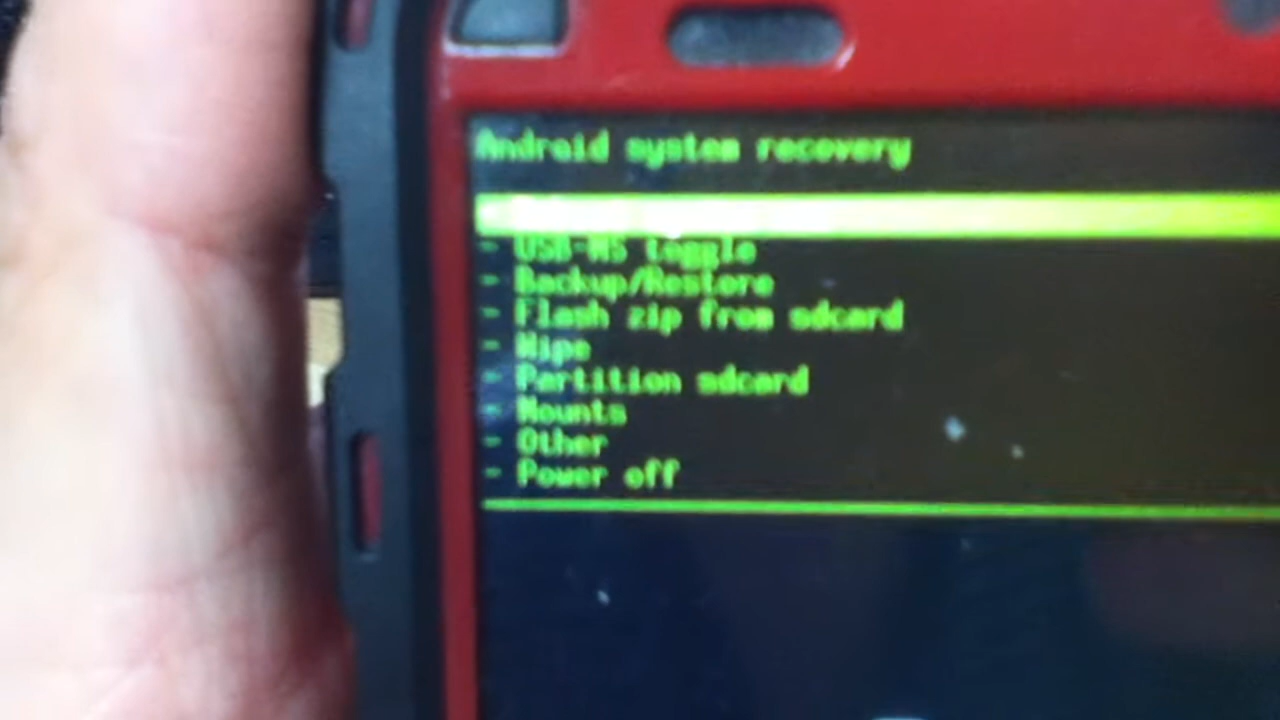 Android system recovery
- USB-MS toggle
- Backup/Restore
- Flash zip from sdcard
- Wipe
- Partition sdcard
- Mounts
- Other
- Power off